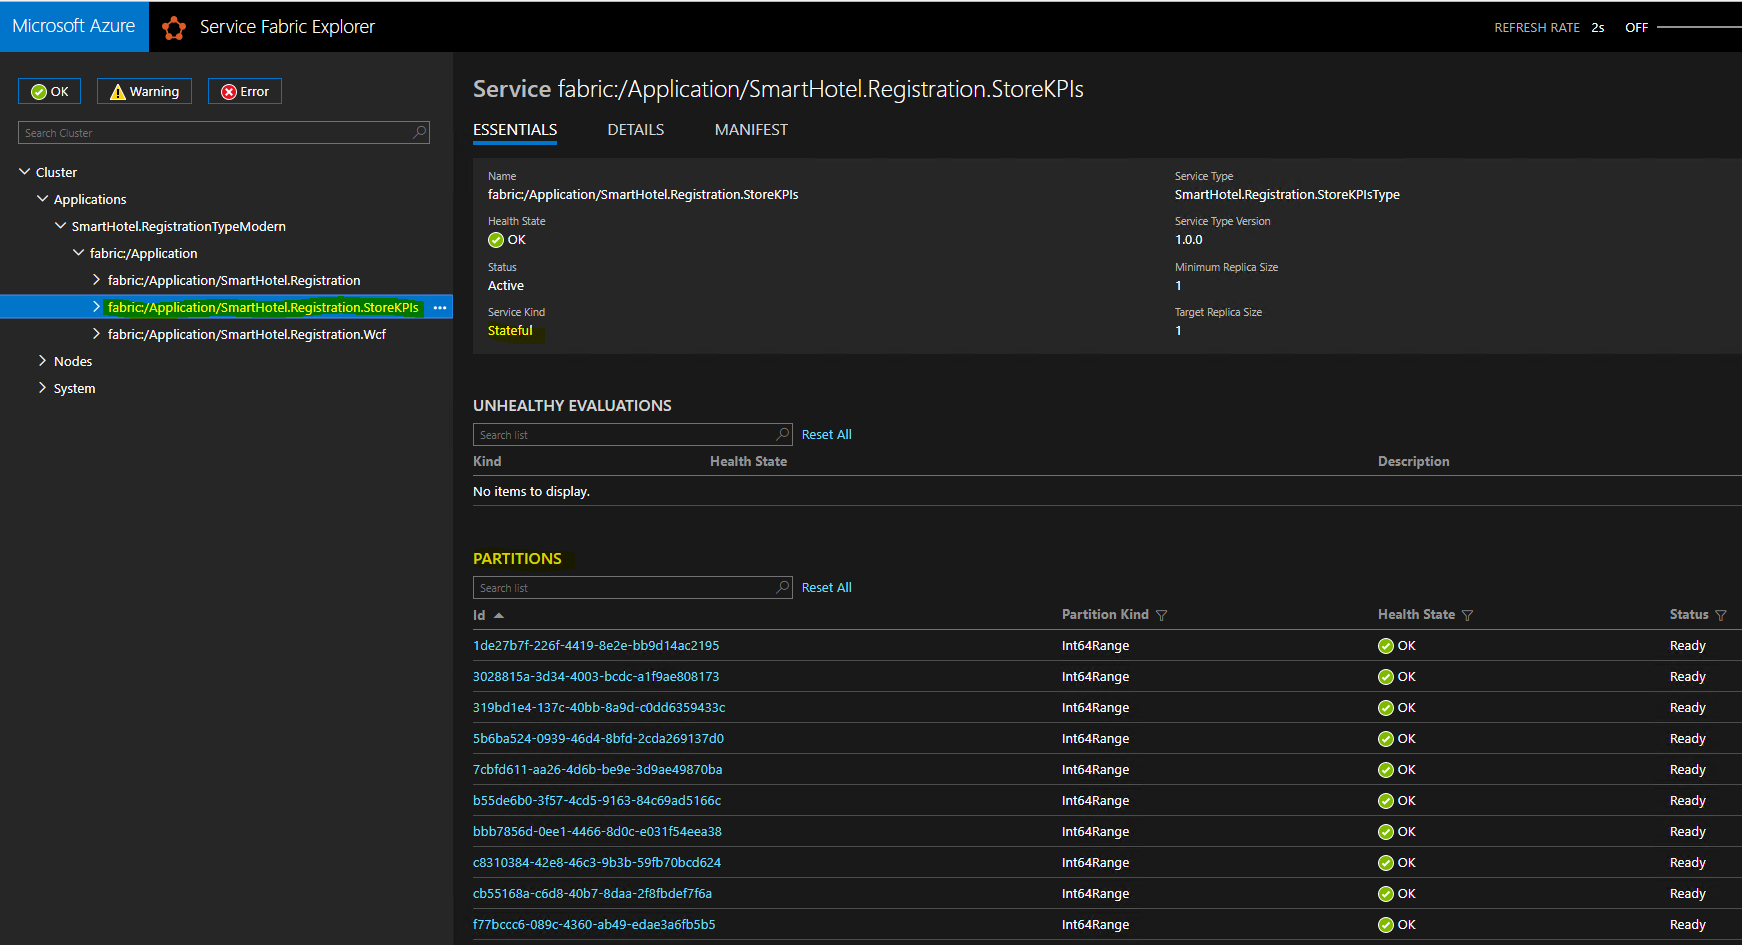 Microsoft Azure Service Fabric Explorer REFRESH RATE 2s OFF
OK Warning Error
Search Cluster
Cluster
Applications
SmartHotel.RegistrationTypeModern
fabric:/Application
fabric:/Application/SmartHotel.Registration
fabric:/Application/SmartHotel.Registration.StoreKPIs ...
fabric:/Application/SmartHotel.Registration.Wcf
Nodes
System
Service fabric:/Application/SmartHotel.Registration.StoreKPIs
ESSENTIALS DETAILS MANIFEST
Name Service Type
fabric:/Application/SmartHotel.Registration.StoreKPIs SmartHotel.Registration.StoreKPIsType
Health State Service Type Version
OK 1.0.0
Status Minimum Replica Size
Active 1
Service Kind Target Replica Size
Stateful 1
UNHEALTHY EVALUATIONS
Search list Reset All
Kind Health State Description
No items to display.
PARTITIONS
Search list Reset All
Id Partition Kind Health State Status
1de27b7f-226f-4419-8e2e-bb9d14ac2195 Int64Range OK Ready
3028815a-3d34-4003-bcdc-a1f9ae808173 Int64Range OK Ready
319bd1e4-137c-40bb-8a9d-c0dd6359433c Int64Range OK Ready
5b6ba524-0939-46d4-8bfd-2cda269137d0 Int64Range OK Ready
7cbfd611-aa26-4d6b-be9e-3d9ae49870ba Int64Range OK Ready
b55de6b0-3f57-4cd5-9163-84c69ad5166c Int64Range OK Ready
bbb7856d-0ee1-4466-8d0c-e031f54eea38 Int64Range OK Ready
c8310384-42e8-46c3-9b3b-59fb70bcd624 Int64Range OK Ready
cb55168a-c6d8-40b7-8daa-2f8fbdef7f6a Int64Range OK Ready
f77bccc6-089c-4360-ab49-edae3a6fb5b5 Int64Range OK Ready